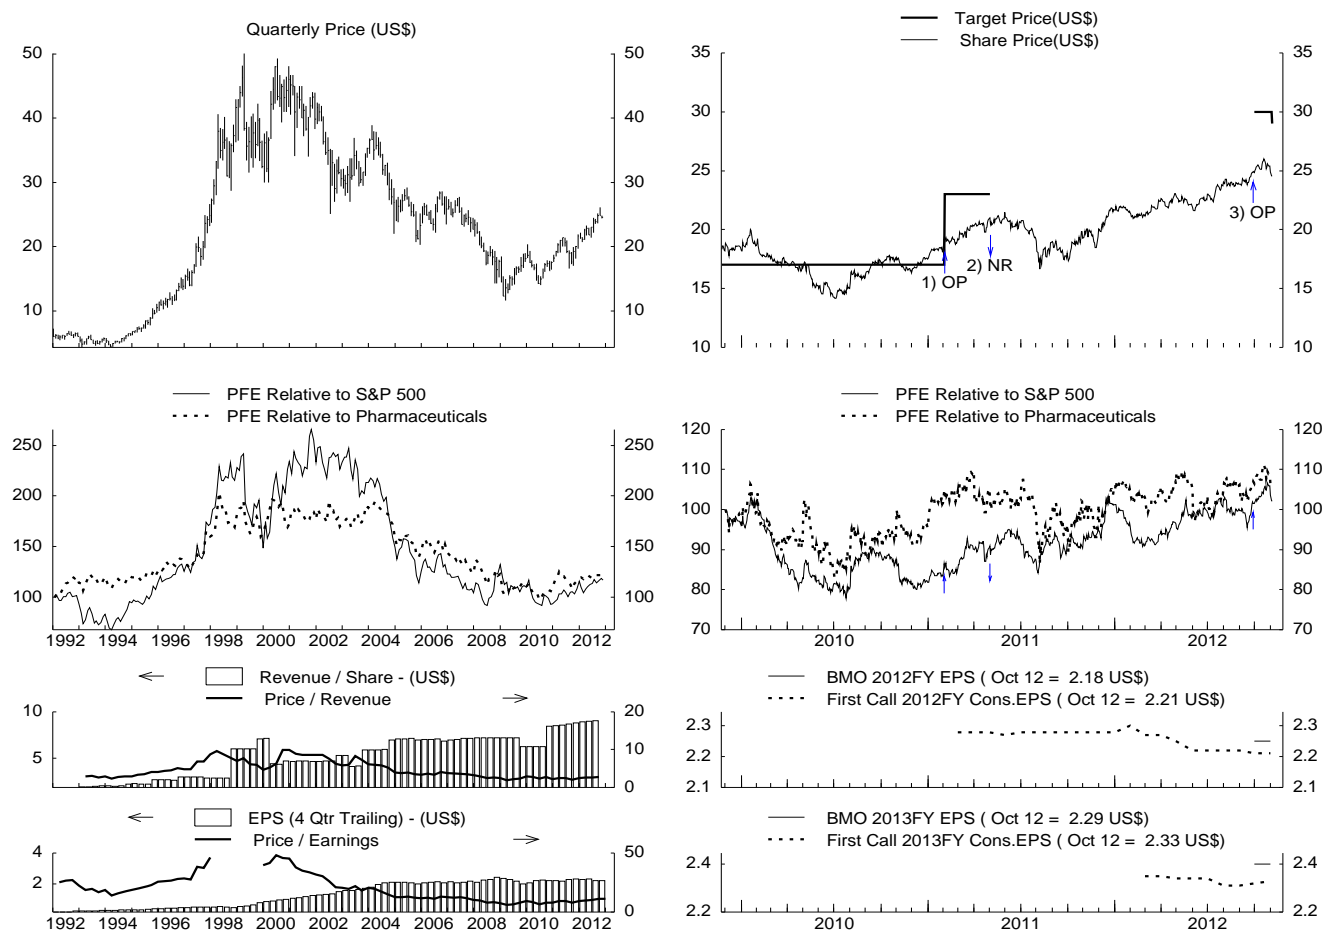 Quarterly Price (US$)
50 50
40 40
30 30
20 20
10 10
Target Price(US$)
Share Price(US$)
35 35
30 30
25 25
20 20
15 15
10 10
1) OP
2) NR
3) OP
PFE Relative to S&P 500
PFE Relative to Pharmaceuticals
250 250
200 200
150 150
100 100
1992 1994 1996 1998 2000 2002 2004 2006 2008 2010 2012
PFE Relative to S&P 500
PFE Relative to Pharmaceuticals
120 120
110 110
100 100
90 90
80 80
70 70
2010 2011 2012
Revenue / Share - (US$)
Price / Revenue
10 20
5 10
0
BMO 2012FY EPS ( Oct 12 = 2.18 US$)
First Call 2012FY Cons.EPS ( Oct 12 = 2.21 US$)
2.3 2.3
2.2 2.2
2.1 2.1
EPS (4 Qtr Trailing) - (US$)
Price / Earnings
4 50
2
0
1992 1994 1996 1998 2000 2002 2004 2006 2008 2010 2012
BMO 2013FY EPS ( Oct 12 = 2.29 US$)
First Call 2013FY Cons.EPS ( Oct 12 = 2.33 US$)
2.4 2.4
2.2 2.2
2010 2011 2012